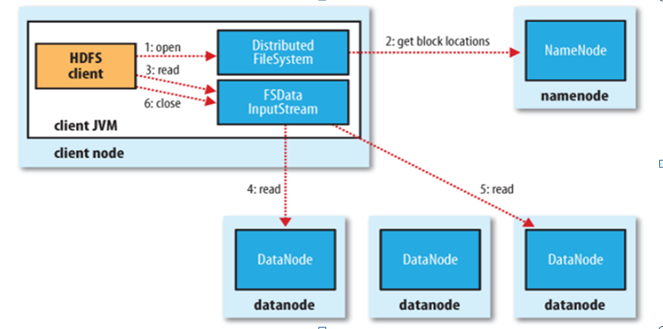 HDFS
client
1: open
3: read
6: close
Distributed
FileSystem
FSData
InputStream
client JVM
client node
2: get block locations
NameNode
namenode
4: read
5: read
DataNode
datanode
DataNode
datanode
DataNode
datanode